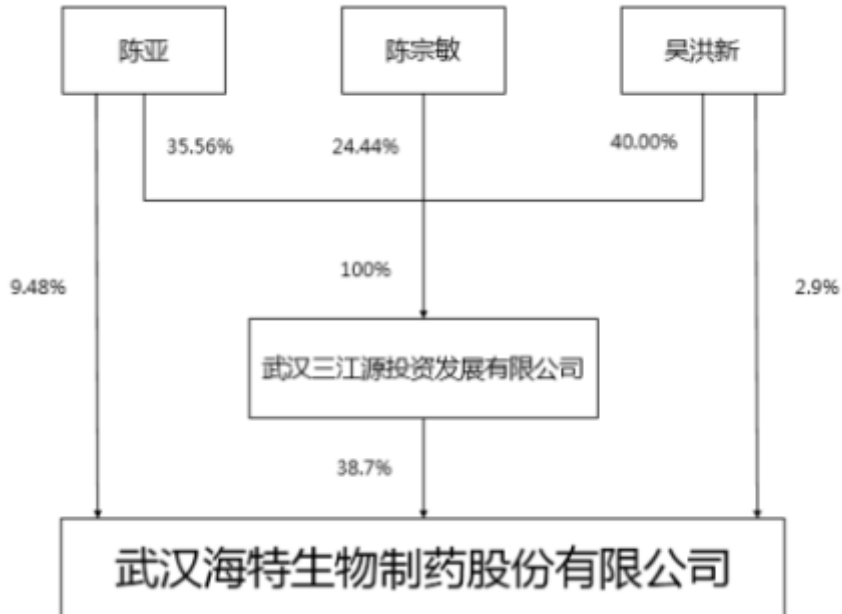 陈亚
陈宗敏
吴洪新
35.56%
24.44%
40.00%
9.48%
100%
2.9%
武汉三江源投资发展有限公司
38.7%
武汉海特生物制药股份有限公司